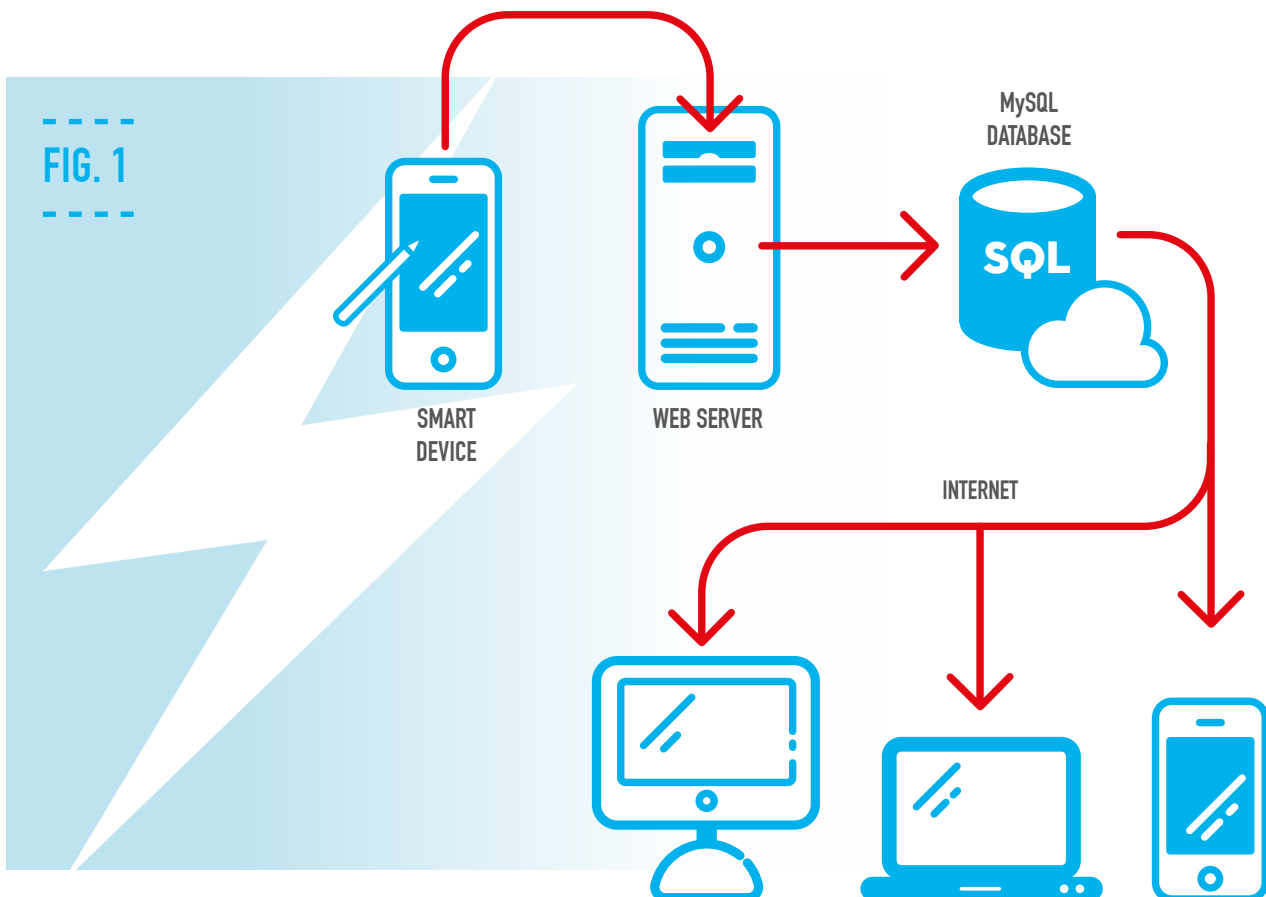 FIG. 1
MySQL
DATABASE
SQL
SMART
DEVICE
WEB SERVER
INTERNET